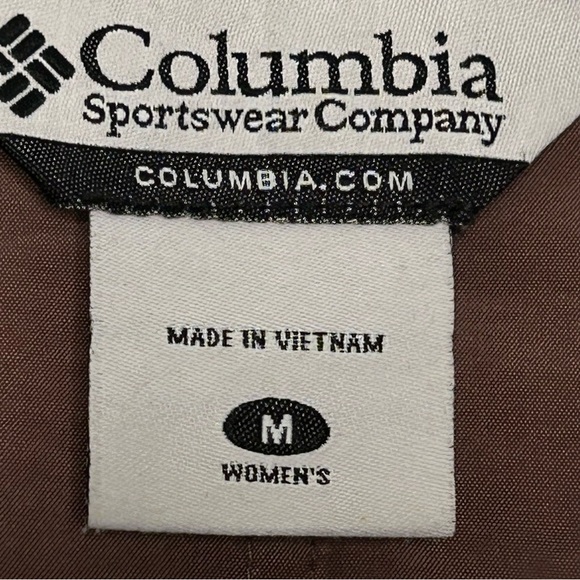 Columbia
Sportswear Company
COLUMBIA.COM
MADE IN VIETNAM
M
WOMEN'S